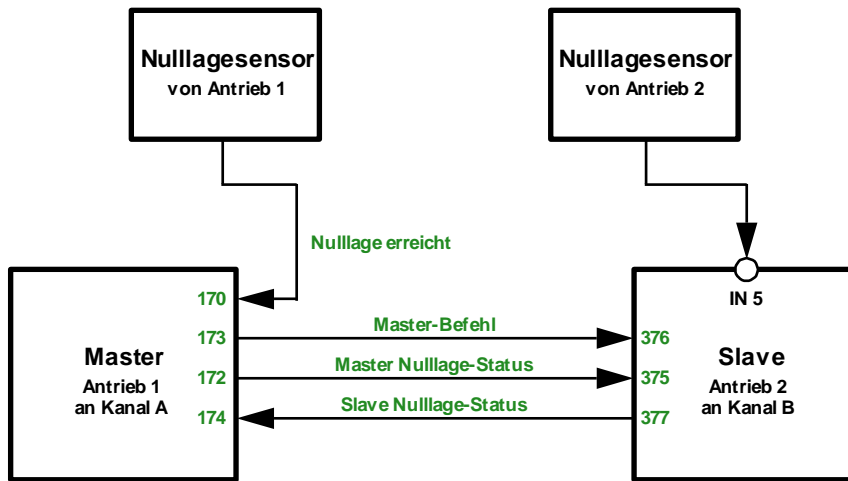 Nulllagesensor
von Antrieb 1
Nulllagesensor
von Antrieb 2
Nulllage erreicht
170
IN 5
173
Master-Befehl
376
Master
Antrieb 1
an Kanal A
172
Master Nulllage-Status
375
Slave
Antrieb 2
an Kanal B
174
Slave Nulllage-Status
377